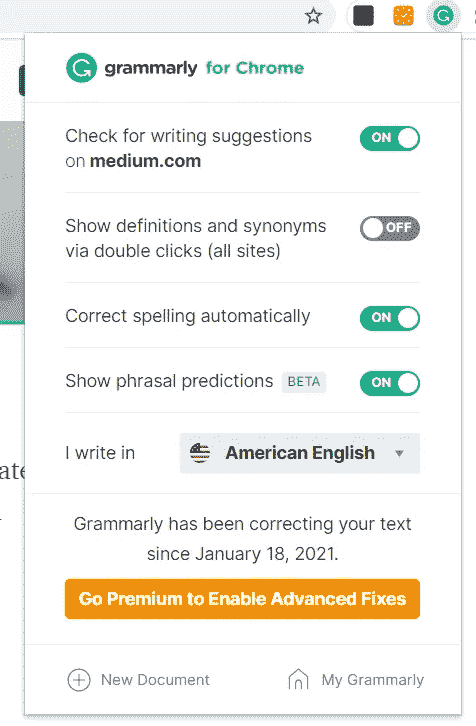 grammarly for Chrome
Check for writing suggestions
on medium.com
ON
Show definitions and synonyms
via double clicks (all sites)
OFF
Correct spelling automatically
ON
Show phrasal predictions BETA
ON
I write in
American English
Grammarly has been correcting your text
since January 18, 2021.
Go Premium to Enable Advanced Fixes
New Document
My Grammarly
ate